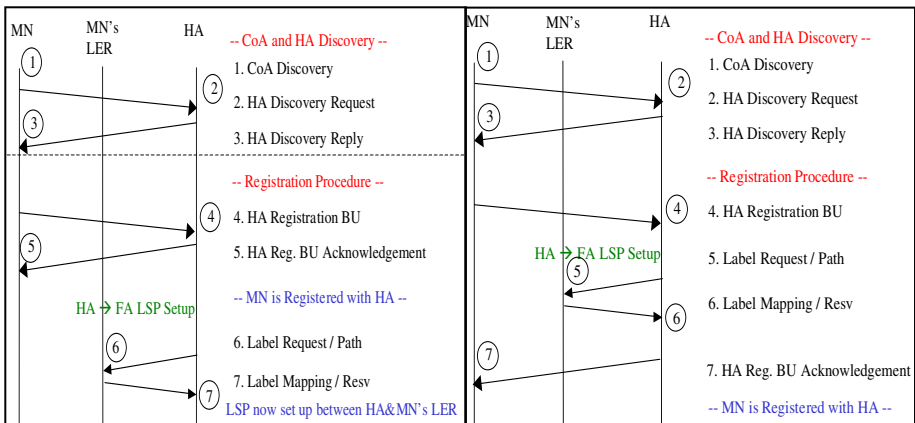 MN
MN's
LER
HA
-- CoA and HA Discovery --
1
1. CoA Discovery
2
2. HA Discovery Request
3
3. HA Discovery Reply
-- Registration Procedure --
4
4. HA Registration BU
5
5. HA Reg. BU Acknowledgement
-- MN is Registered with HA --
HA → FA LSP Setup
6
6. Label Request / Path
7. Label Mapping / Resv
7
LSP now set up between HA&MN's LER
MN
MN's
LER
HA
-- CoA and HA Discovery --
1
1. CoA Discovery
2
2. HA Discovery Request
3
3. HA Discovery Reply
-- Registration Procedure --
4
4. HA Registration BU
HA → FA LSP Setup
5
5. Label Request / Path
6. Label Mapping / Resv
6
7
7. HA Reg. BU Acknowledgement
-- MN is Registered with HA --